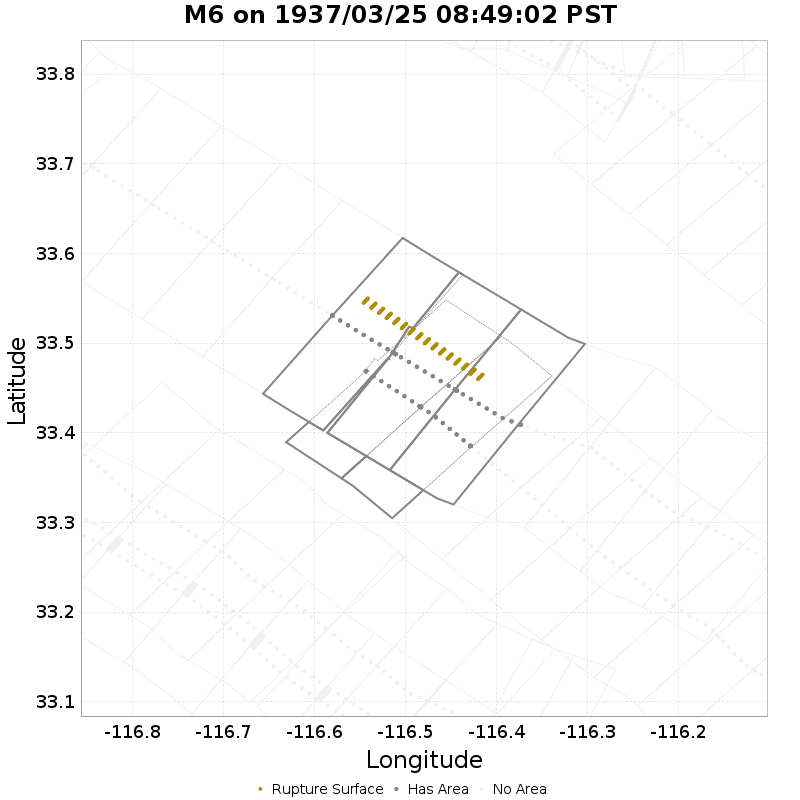 M6 on 1937/03/25 08:49:02 PST
33.8
33.7
33.6
33.5
33.4
33.3
33.2
33.1
Latitude
-116.8 -116.7 -116.6 -116.5 -116.4 -116.3 -116.2
Longitude
Rupture Surface Has Area No Area